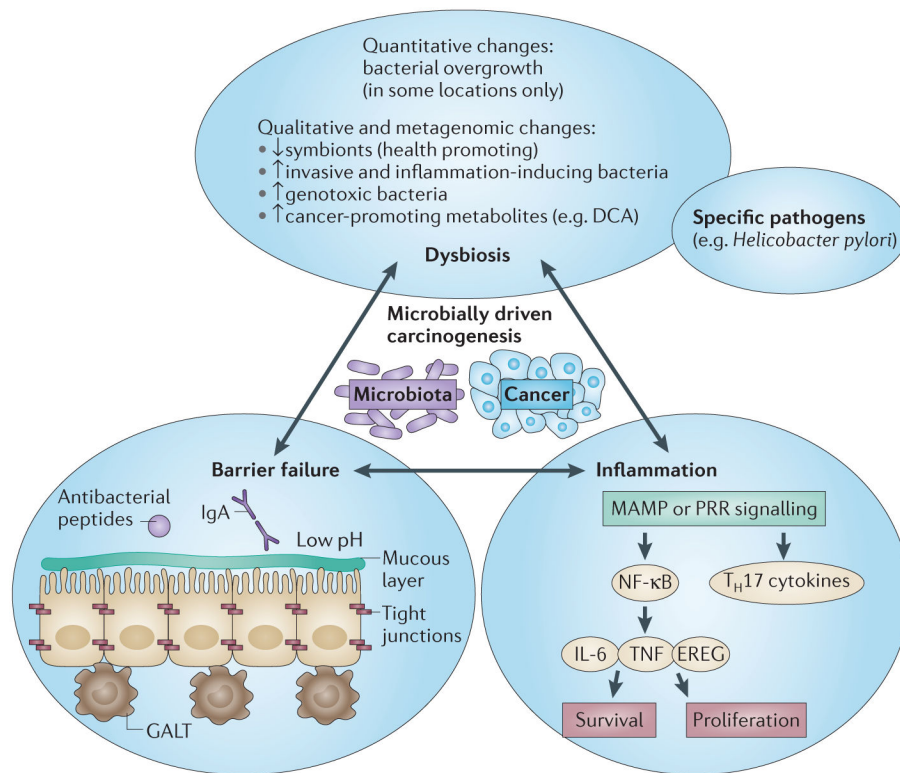 Quantitative changes:
bacterial overgrowth
(in some locations only)
Qualitative and metagenomic changes:
• ↓symbionts (health promoting)
• ↑invasive and inflammation-inducing bacteria
• ↑genotoxic bacteria
• ↑cancer-promoting metabolites (e.g. DCA)
Dysbiosis
Specific pathogens
(e.g. Helicobacter pylori)
Microbially driven
carcinogenesis
Microbiota
Cancer
Barrier failure
Antibacterial
peptides
IgA
Low pH
Mucous
layer
Tight
junctions
GALT
Inflammation
MAMP or PRR signalling
NF-κB
TH17 cytokines
IL-6
TNF
EREG
Survival
Proliferation